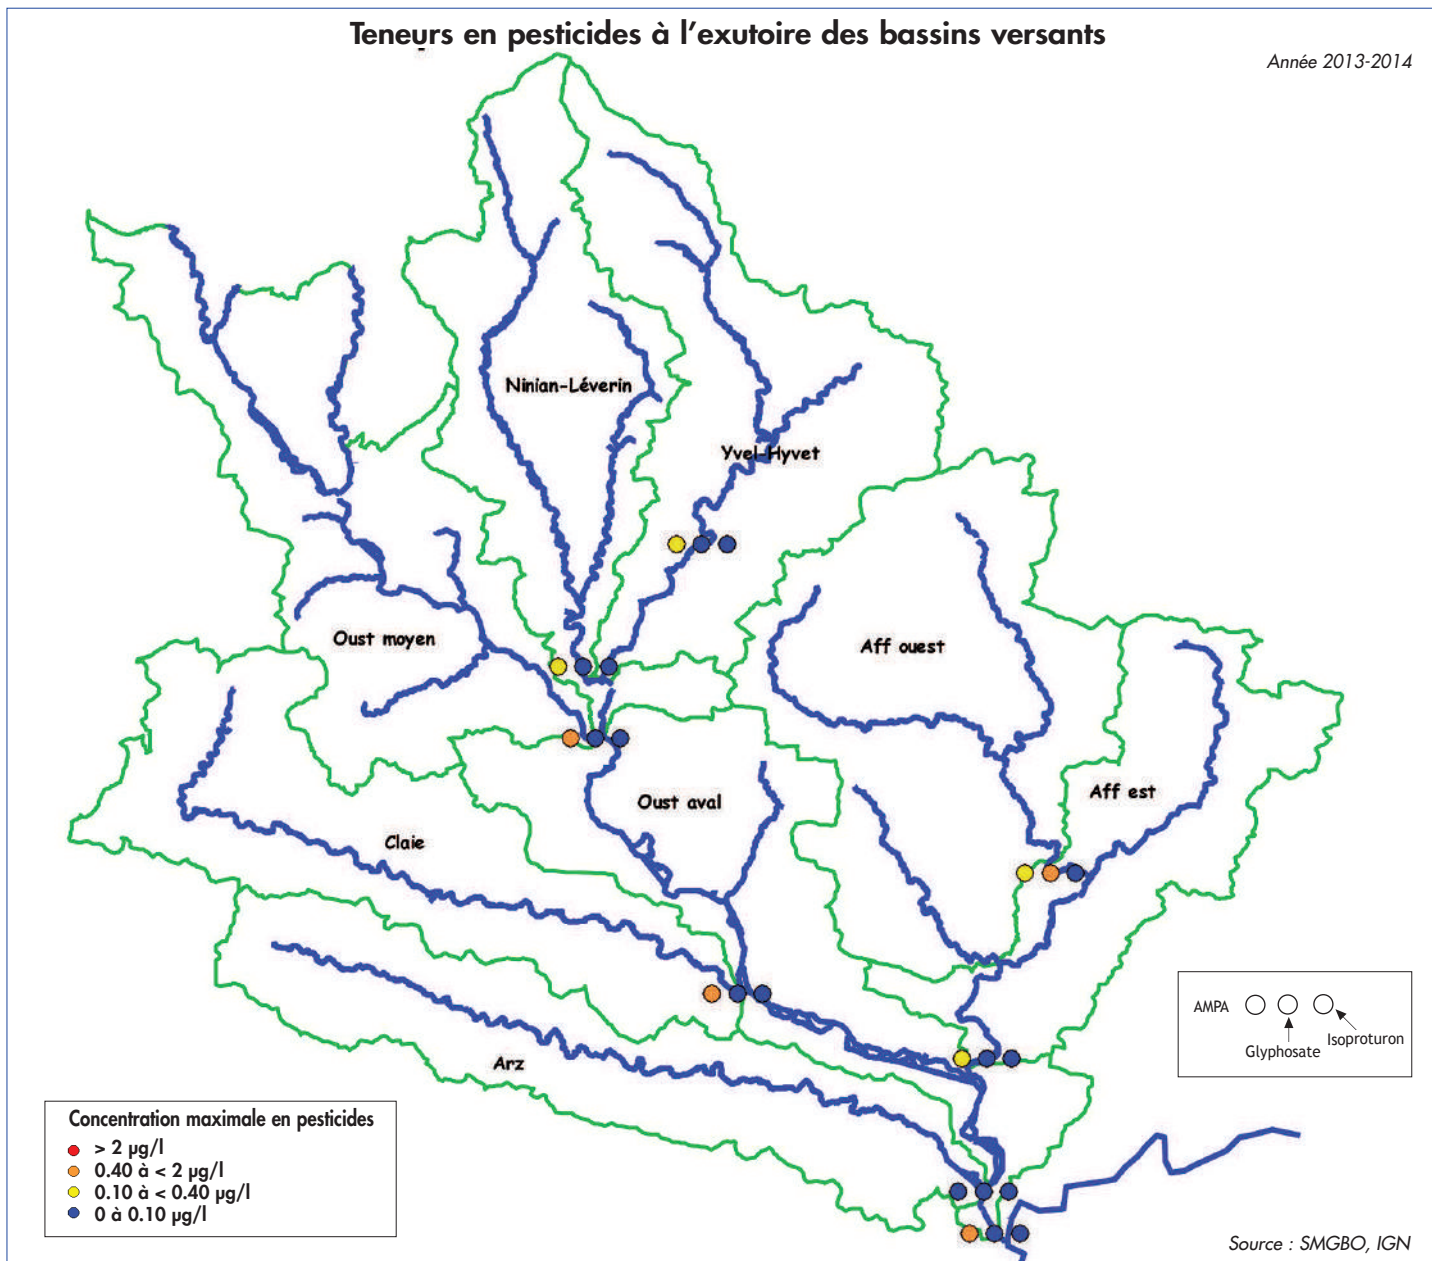 Teneurs en pesticides à l'exutoire des bassins versants
Année 2013-2014
Ninian-Léverin
Yvel-Hyvet
Oust moyen
Aff ouest
Aff est
Oust aval
Claie
Arz
AMPA
Isoproturon
Glyphosate
Concentration maximale en pesticides
> 2 µg/l
0.40 à < 2 µg/l
0.10 à < 0.40 µg/l
0 à 0.10 µg/l
Source : SMGBO, IGN